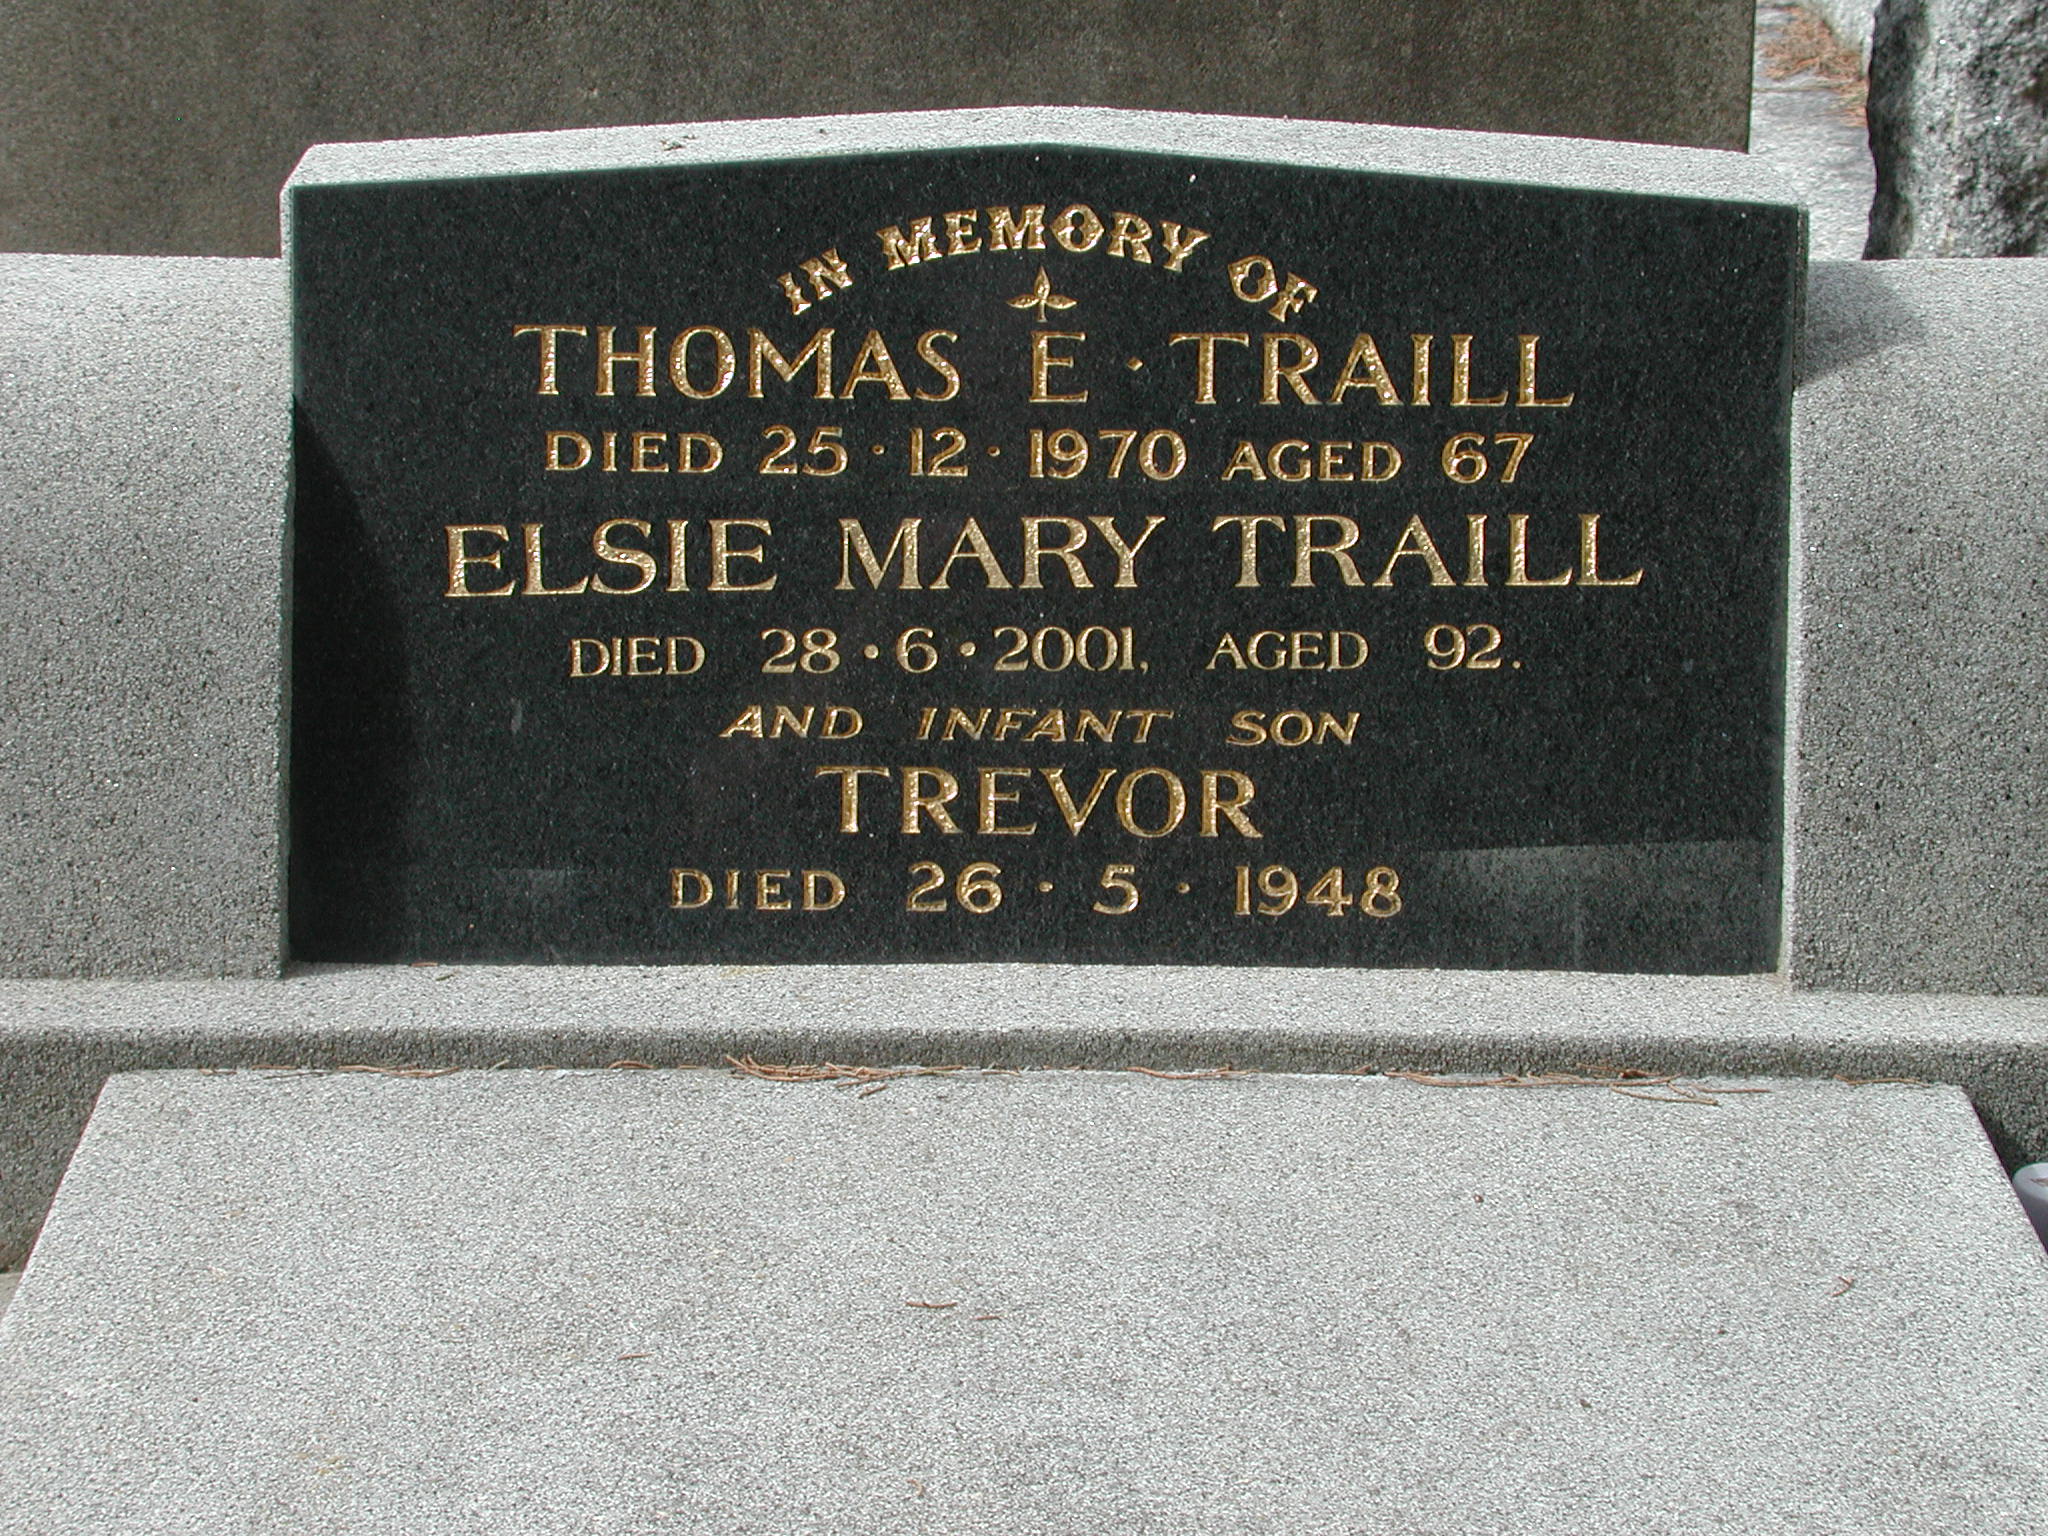 IN MEMORY OF
THOMAS E · TRAILL
DIED 25 · 12 · 1970 AGED 67
ELSIE MARY TRAILL
DIED 28 · 6 · 2001, AGED 92.
AND INFANT SON
TREVOR
DIED 26 · 5 · 1948